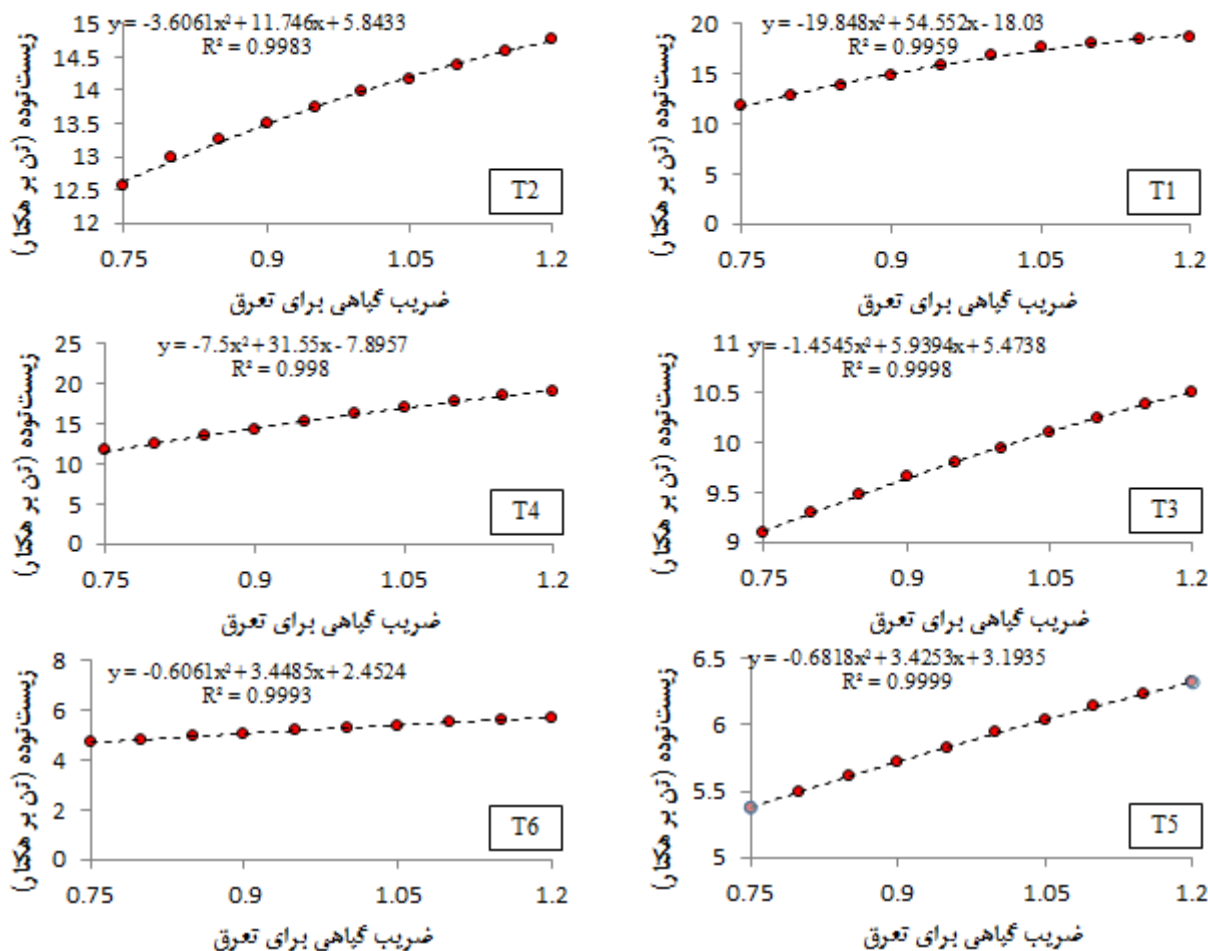 y = -3.6061x² + 11.746x + 5.8433
R² = 0.9983
15
14.5
14
13.5
13
12.5
12
0.75 0.9 1.05 1.2
زیست‌توده (تن بر هکتار)
ضریب گیاهی برای تعرق
T2
y = -19.848x² + 54.552x - 18.03
R² = 0.9959
20
15
10
5
0
0.75 0.9 1.05 1.2
زیست‌توده (تن بر هکتار)
ضریب گیاهی برای تعرق
T1
y = -7.5x² + 31.55x - 7.8957
R² = 0.998
25
20
15
10
5
0
0.75 0.9 1.05 1.2
زیست‌توده (تن بر هکتار)
ضریب گیاهی برای تعرق
T4
y = -1.4545x² + 5.9394x + 5.4738
R² = 0.9998
11
10.5
10
9.5
9
0.75 0.9 1.05 1.2
زیست‌توده (تن بر هکتار)
ضریب گیاهی برای تعرق
T3
y = -0.6061x² + 3.4485x + 2.4524
R² = 0.9993
8
6
4
2
0
0.75 0.9 1.05 1.2
زیست‌توده (تن بر هکتار)
ضریب گیاهی برای تعرق
T6
y = -0.6818x² + 3.4253x + 3.1935
R² = 0.9999
6.5
6
5.5
5
0.75 0.9 1.05 1.2
زیست‌توده (تن بر هکتار)
ضریب گیاهی برای تعرق
T5